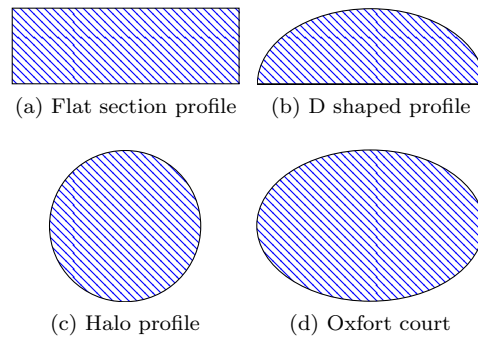 (a) Flat section profile
(b) D shaped profile
(c) Halo profile
(d) Oxfort court